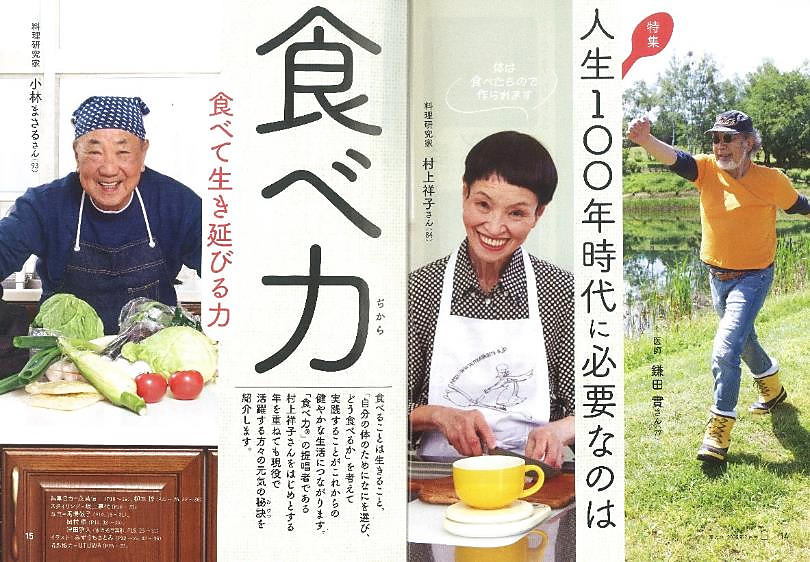 特集
人生100年時代に必要なのは
医師 鎌田 實さん
体は
食べたもので
作られます
料理研究家 村上祥子さん(84)
食べ力
ぢから
食べて生き延びる力
食べることは生きること。
「自分の体のためになにを選び、
どう食べるか」を考えて
実践することがこれからの
健やかな生活につながります。
「食べ力®」の提唱者である
村上祥子さんをはじめとする
年を重ねても現役で
活躍する方々の元気の秘訣を
ひけつ
紹介します。
料理研究家 小林まさるさん(93)
15